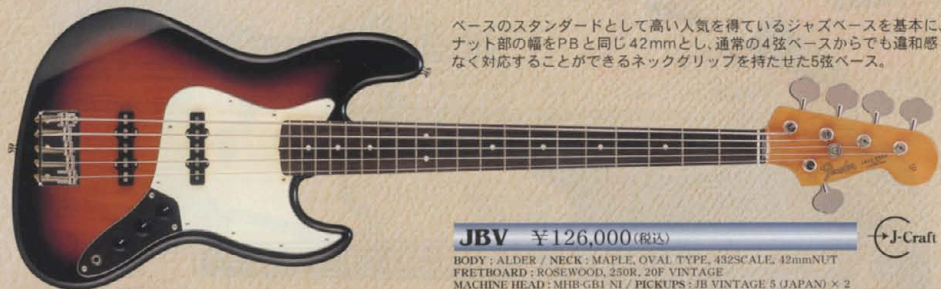 ベースのスタンダードとして高い人気を得ているジャズベースを基本に、
ナット部の幅をPBと同じ42mmとし、通常の4弦ベースからでも違和感
なく対応することができるネックグリップを持たせた5弦ベース。
Fender JAZZ BASS
JBV ¥126,000(税込)
J-Craft
BODY : ALDER / NECK : MAPLE, OVAL TYPE, 432SCALE, 42mmNUT
FRETBOARD : ROSEWOOD, 250R, 20F VINTAGE
MACHINE HEAD : MHB-GB1 NI / PICKUPS : JB VINTAGE 5 (JAPAN) × 2